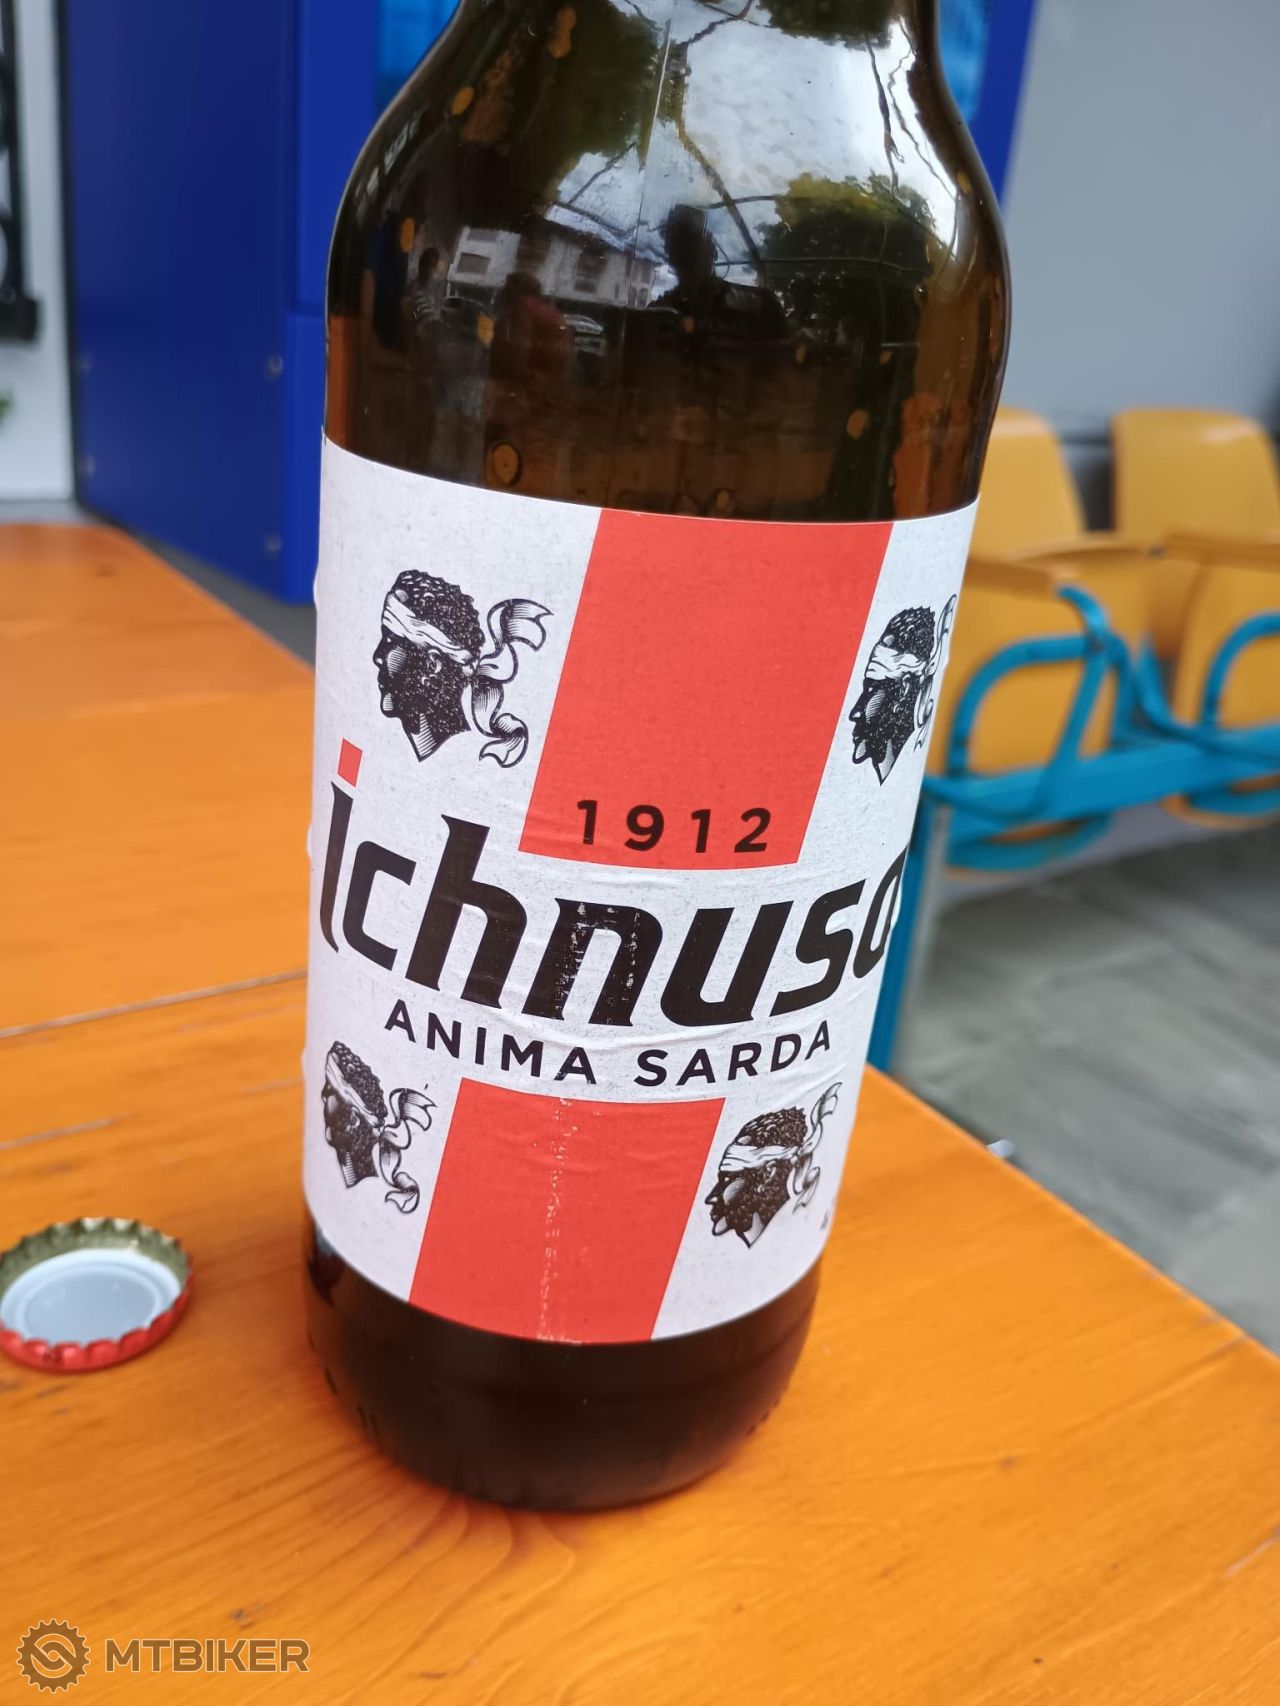 1912
ichnusa
ANIMA SARDA
MTBIKER